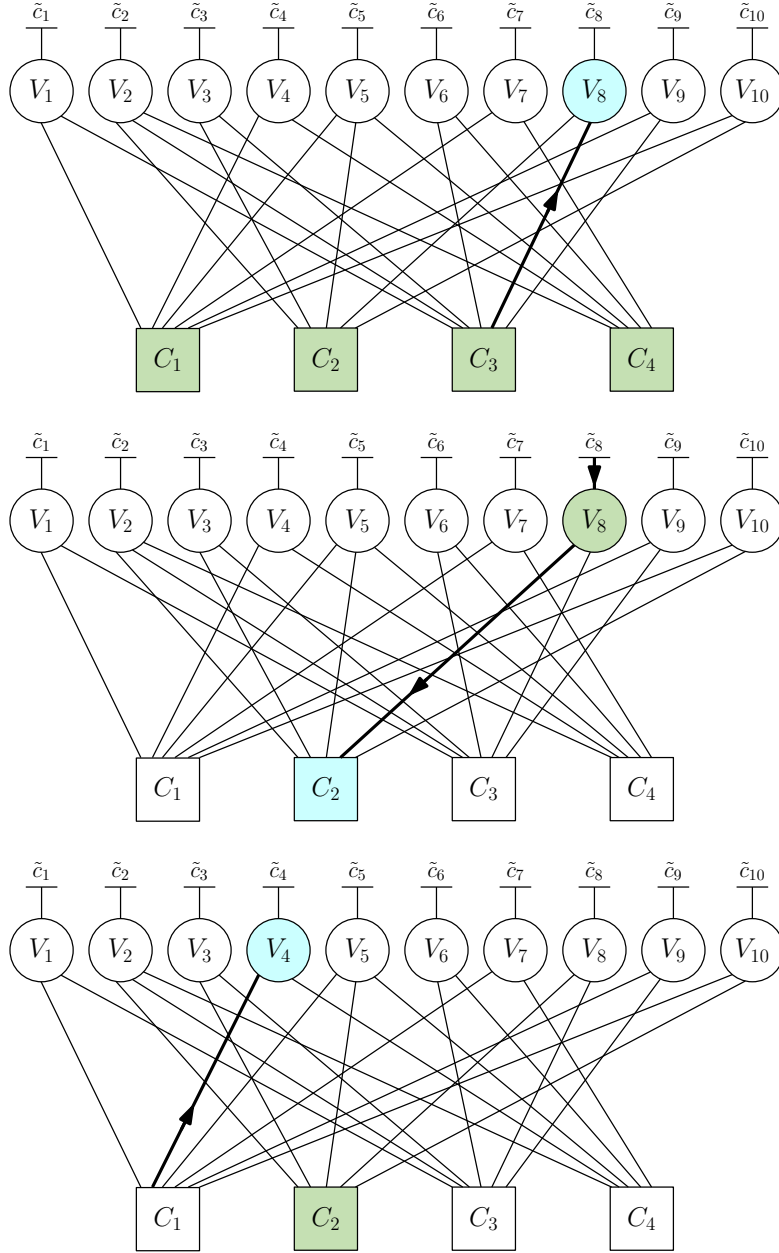 c̃₁ c̃₂ c̃₃ c̃₄ c̃₅ c̃₆ c̃₇ c̃₈ c̃₉ c̃₁₀
V₁ V₂ V₃ V₄ V₅ V₆ V₇ V₈ V₉ V₁₀
C₁ C₂ C₃ C₄
c̃₁ c̃₂ c̃₃ c̃₄ c̃₅ c̃₆ c̃₇ c̃₈ c̃₉ c̃₁₀
V₁ V₂ V₃ V₄ V₅ V₆ V₇ V₈ V₉ V₁₀
C₁ C₂ C₃ C₄
c̃₁ c̃₂ c̃₃ c̃₄ c̃₅ c̃₆ c̃₇ c̃₈ c̃₉ c̃₁₀
V₁ V₂ V₃ V₄ V₅ V₆ V₇ V₈ V₉ V₁₀
C₁ C₂ C₃ C₄